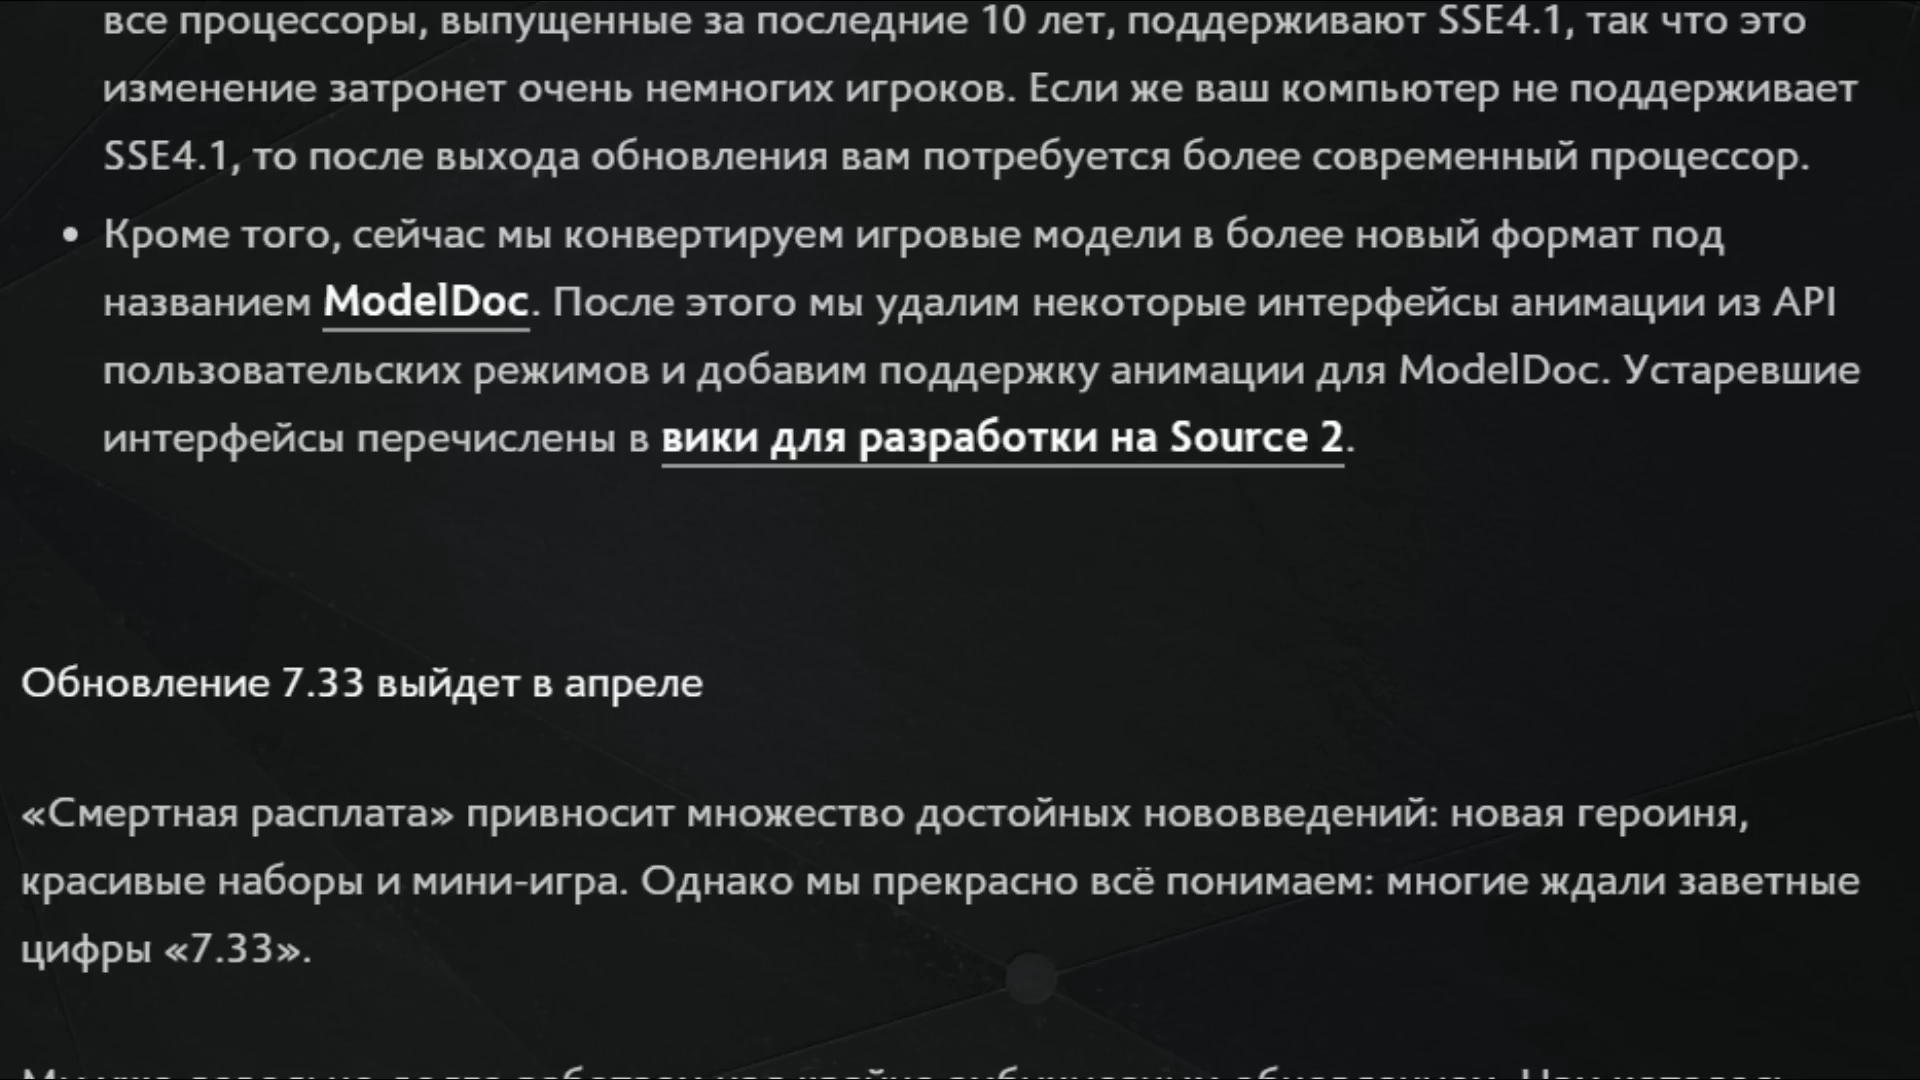 все процессоры, выпущенные за последние 10 лет, поддерживают SSE4.1, так что это
изменение затронет очень немногих игроков. Если же ваш компьютер не поддерживает
SSE4.1, то после выхода обновления вам потребуется более современный процессор.
• Кроме того, сейчас мы конвертируем игровые модели в более новый формат под
названием ModelDoc. После этого мы удалим некоторые интерфейсы анимации из API
пользовательских режимов и добавим поддержку анимации для ModelDoc. Устаревшие
интерфейсы перечислены в вики для разработки на Source 2.
Обновление 7.33 выйдет в апреле
«Смертная расплата» привносит множество достойных нововведений: новая героиня,
красивые наборы и мини-игра. Однако мы прекрасно всё понимаем: многие ждали заветные
цифры «7.33».